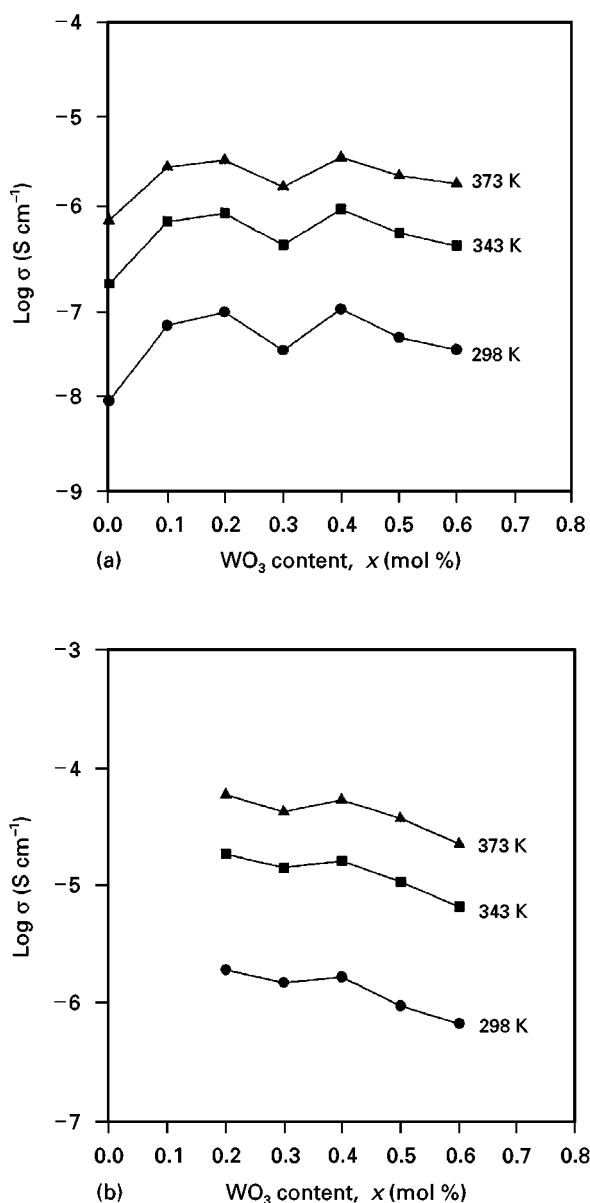 −4
−5
−6
−7
−8
−9
Log σ (S cm⁻¹)
373 K
343 K
298 K
0.0 0.1 0.2 0.3 0.4 0.5 0.6 0.7 0.8
(a) WO₃ content, x (mol %)
−3
−4
−5
−6
−7
Log σ (S cm⁻¹)
373 K
343 K
298 K
0.0 0.1 0.2 0.3 0.4 0.5 0.6 0.7 0.8
(b) WO₃ content, x (mol %)